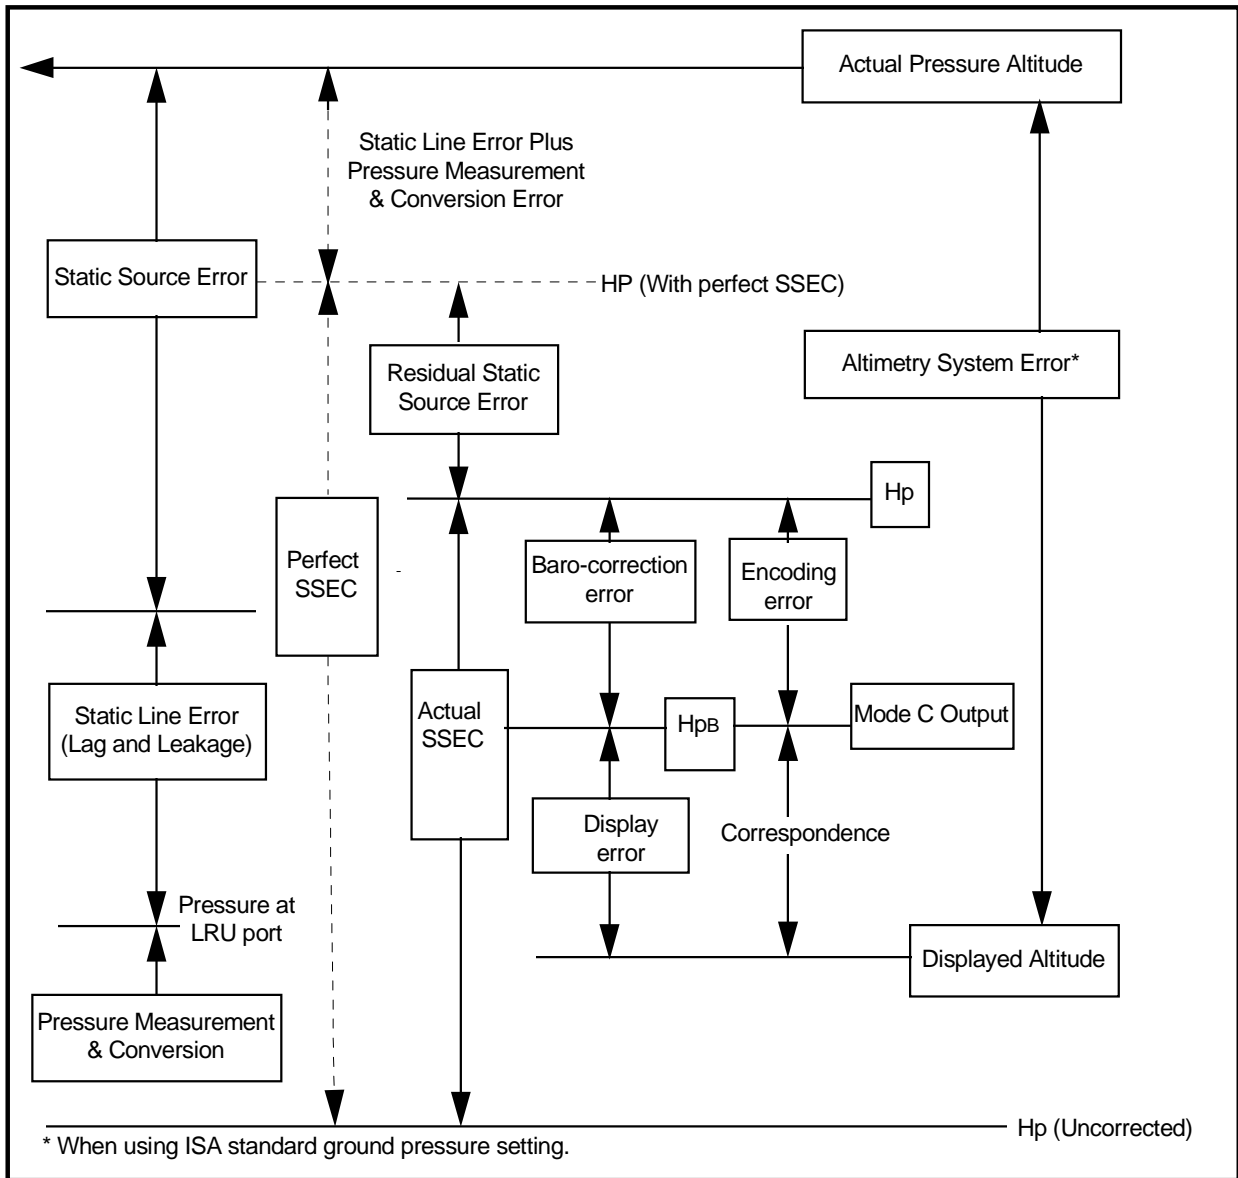 Actual Pressure Altitude
Static Line Error Plus
Pressure Measurement
& Conversion Error
Static Source Error
HP (With perfect SSEC)
Residual Static
Source Error
Altimetry System Error*
Hp
Perfect
SSEC
Baro-correction
error
Encoding
error
Static Line Error
(Lag and Leakage)
Actual
SSEC
HpB
Mode C Output
Display
error
Correspondence
Pressure at
LRU port
Displayed Altitude
Pressure Measurement
& Conversion
Hp (Uncorrected)
* When using ISA standard ground pressure setting.